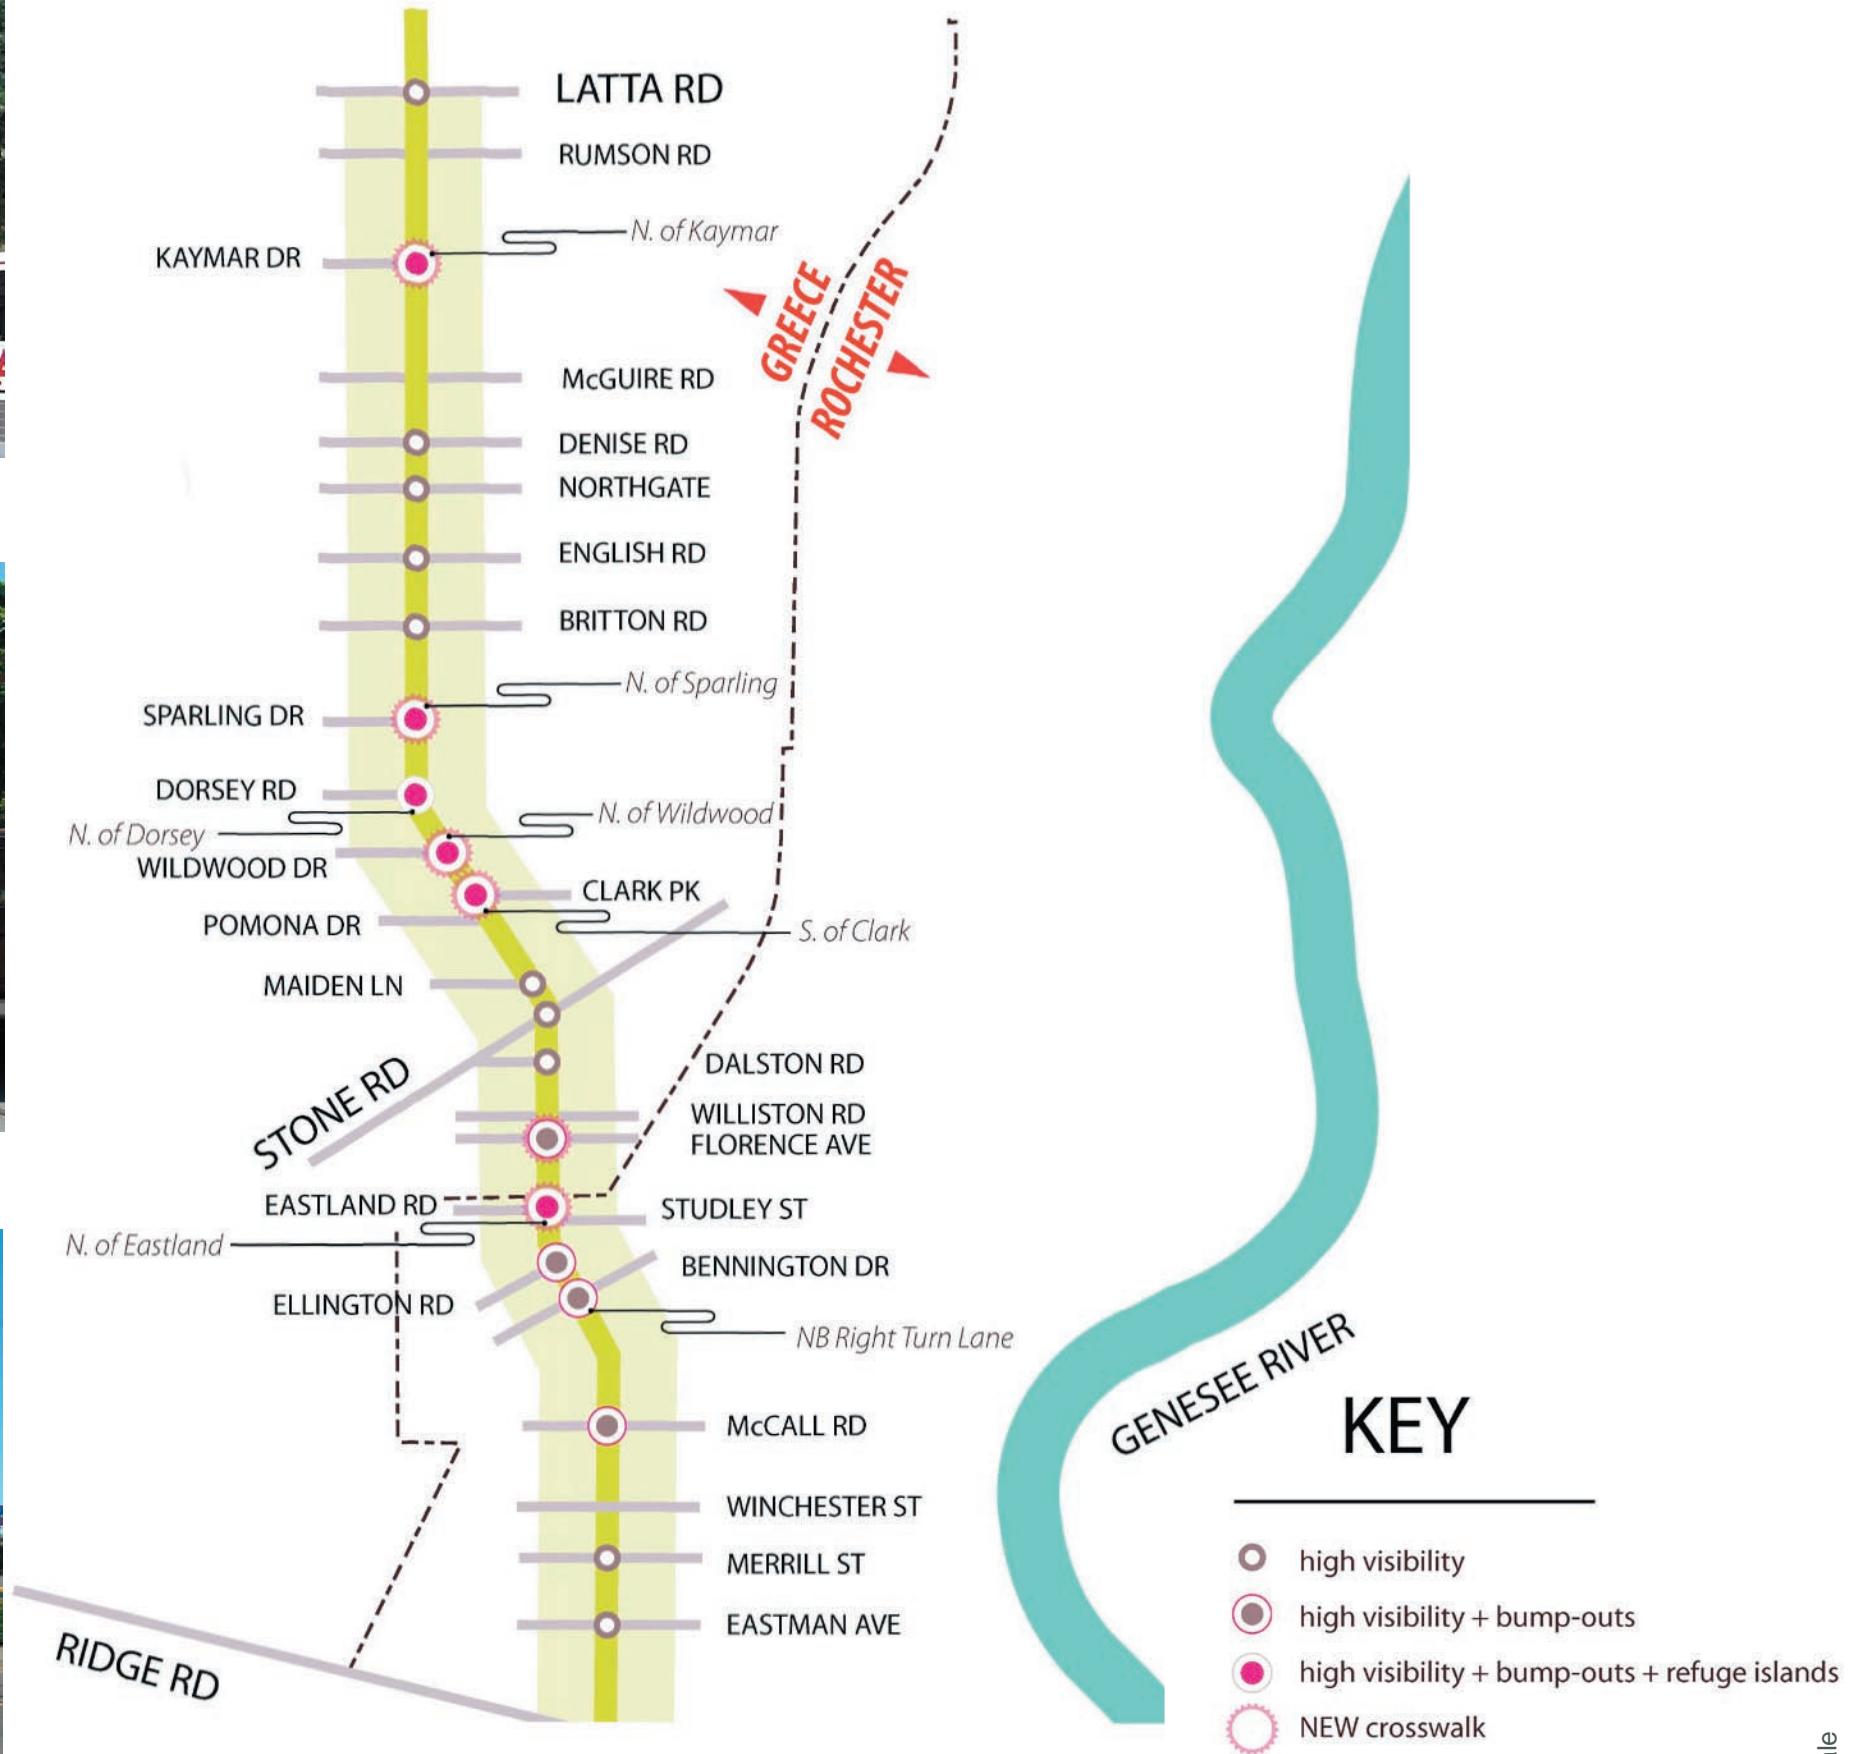 LATTA RD
RUMSON RD
N. of Kaymar
KAYMAR DR
GREECE
ROCHESTER
McGUIRE RD
DENISE RD
NORTHGATE
ENGLISH RD
BRITTON RD
N. of Sparling
SPARLING DR
DORSEY RD
N. of Wildwood
N. of Dorsey
WILDWOOD DR
CLARK PK
POMONA DR
S. of Clark
MAIDEN LN
STONE RD
DALSTON RD
WILLISTON RD
FLORENCE AVE
EASTLAND RD
STUDLEY ST
N. of Eastland
BENNINGTON DR
ELLINGTON RD
NB Right Turn Lane
GENESEE RIVER
McCALL RD
WINCHESTER ST
MERRILL ST
EASTMAN AVE
RIDGE RD
KEY
high visibility
high visibility + bump-outs
high visibility + bump-outs + refuge islands
NEW crosswalk